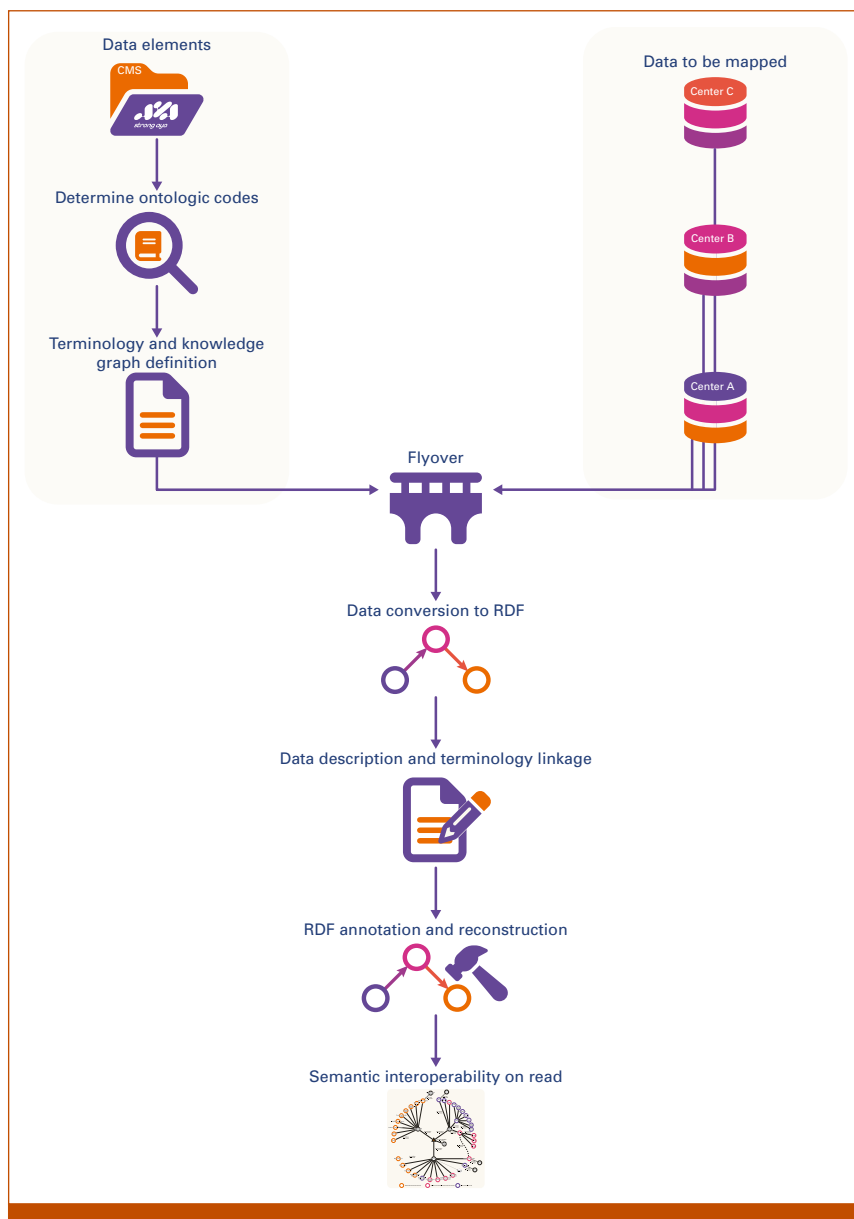 Data elements
CMS
strong aya
Determine ontologic codes
Terminology and knowledge
graph definition
Data to be mapped
Center C
Center B
Center A
Flyover
Data conversion to RDF
Data description and terminology linkage
RDF annotation and reconstruction
Semantic interoperability on read